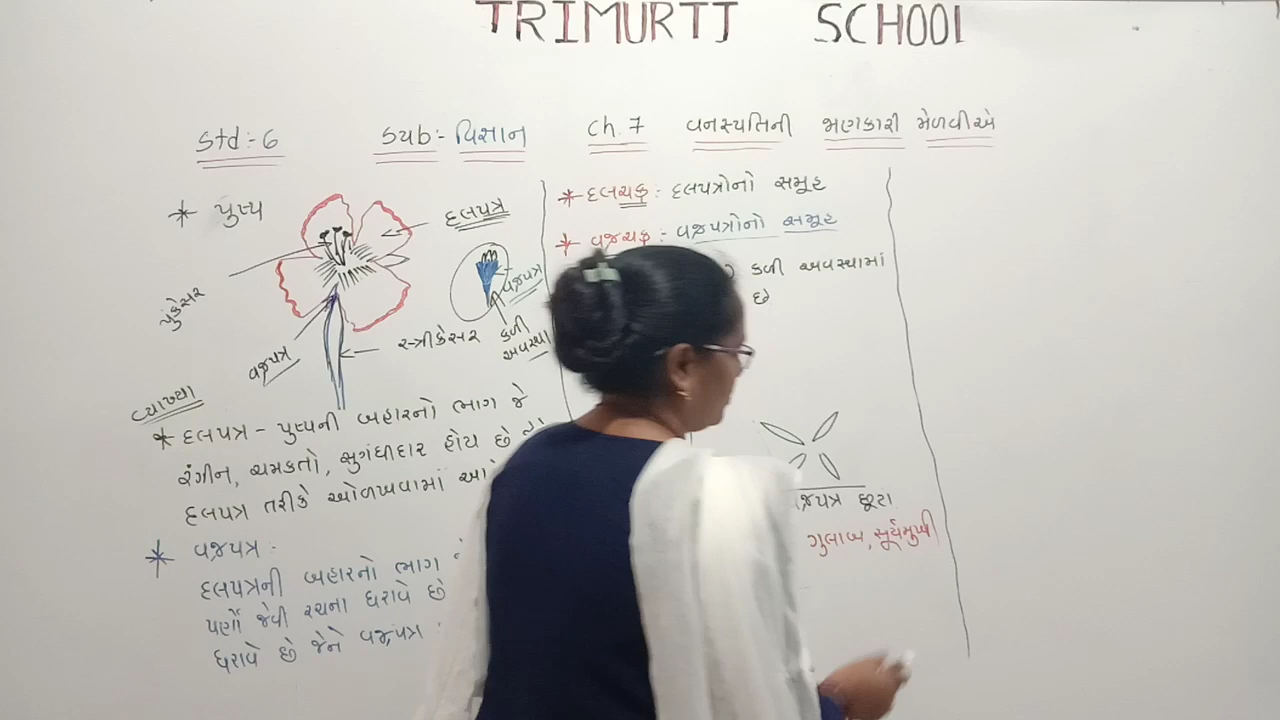 TRIMURTI SCHOOL
Std:- 6 Sub:- વિજ્ઞાન Ch. 7 વનસ્પતિની જાણકારી મેળવીએ
* પુષ્પ
દલપત્ર
પુંકેસર
વજ્રપત્ર
કળી
અવસ્થા
સ્ત્રીકેસર
વજ્રપત્ર
વ્યાખ્યા
* દલપત્ર - પુષ્પની બહારનો ભાગ જે
રંગીન, ચમકતો, સુગંધીદાર હોય છે
દલપત્ર તરીકે ઓળખવામાં
* વજ્રપત્ર :
દલપત્રની બહારનો ભાગ
પર્ણો જેવી રચના ધરાવે છે
ધરાવે છે જેને વજ્રપત્ર
* દલચક્ર : દલપત્રોનો સમૂહ
* વજ્રચક્ર : વજ્રપત્રોનો સમૂહ
કળી અવસ્થામાં
છે
છૂટા
ગુલાબ, સૂર્યમુખી